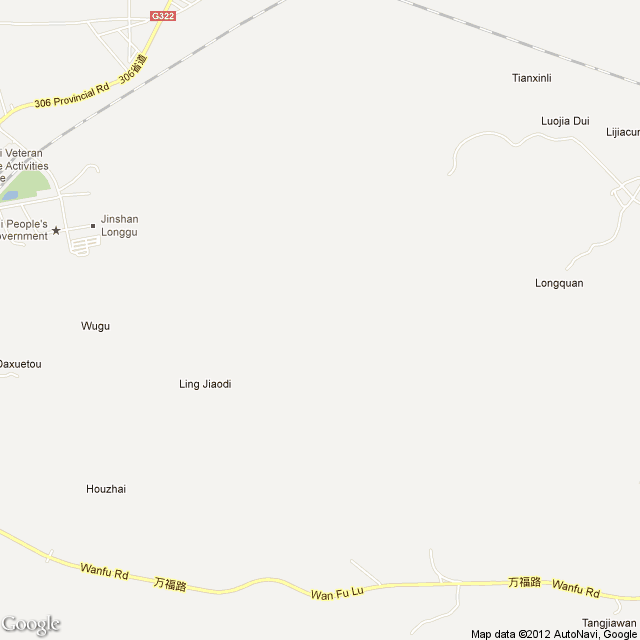 G322
306 Provincial Rd
306省道
Tianxinli
Luojia Dui
Lijiacun
i Veteran
e Activities
e
Jinshan
Longgu
i People's
overnment
Longquan
Wugu
Daxuetou
Ling Jiaodi
Houzhai
Wanfu Rd
万福路
Wan Fu Lu
万福路
Wanfu Rd
Tangjiawan
Google
Map data ©2012 AutoNavi, Google